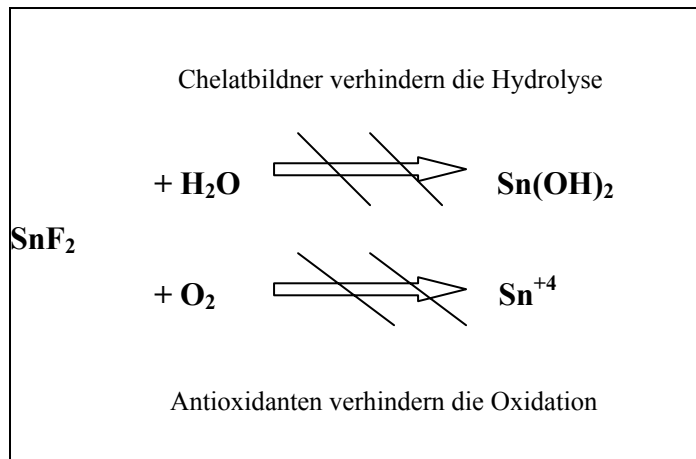 Chelatbildner verhindern die Hydrolyse
+ H₂O Sn(OH)₂
SnF₂
+ O₂ Sn⁺⁴
Antioxidanten verhindern die Oxidation